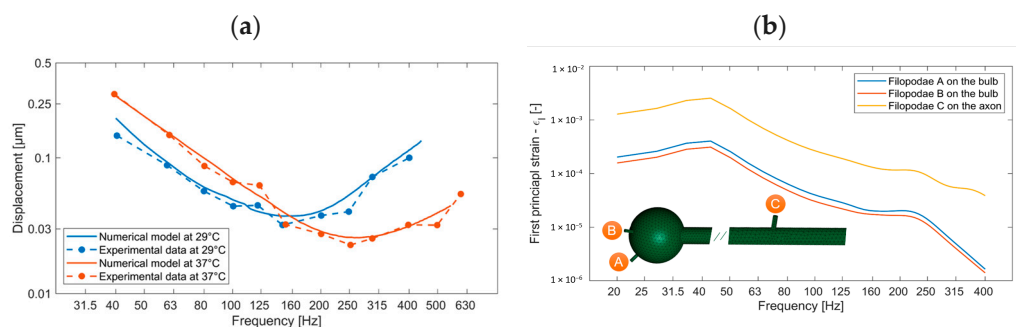 (a)
0.5
0.25
0.1
0.03
0.01
Displacement [μm]
Numerical model at 29°C
Experimental data at 29°C
Numerical model at 37°C
Experimental data at 37°C
31.5 40 50 63 80 100 125 160 200 250 315 400 500 630
Frequency [Hz]
(b)
1 × 10⁻²
1 × 10⁻³
1 × 10⁻⁴
1 × 10⁻⁵
1 × 10⁻⁶
First princiapl strain - ϵI [-]
Filopodae A on the bulb
Filopodae B on the bulb
Filopodae C on the axon
C
B
A
20 25 31.5 40 50 63 80 100 125 160 200 250 315 400
Frequency [Hz]